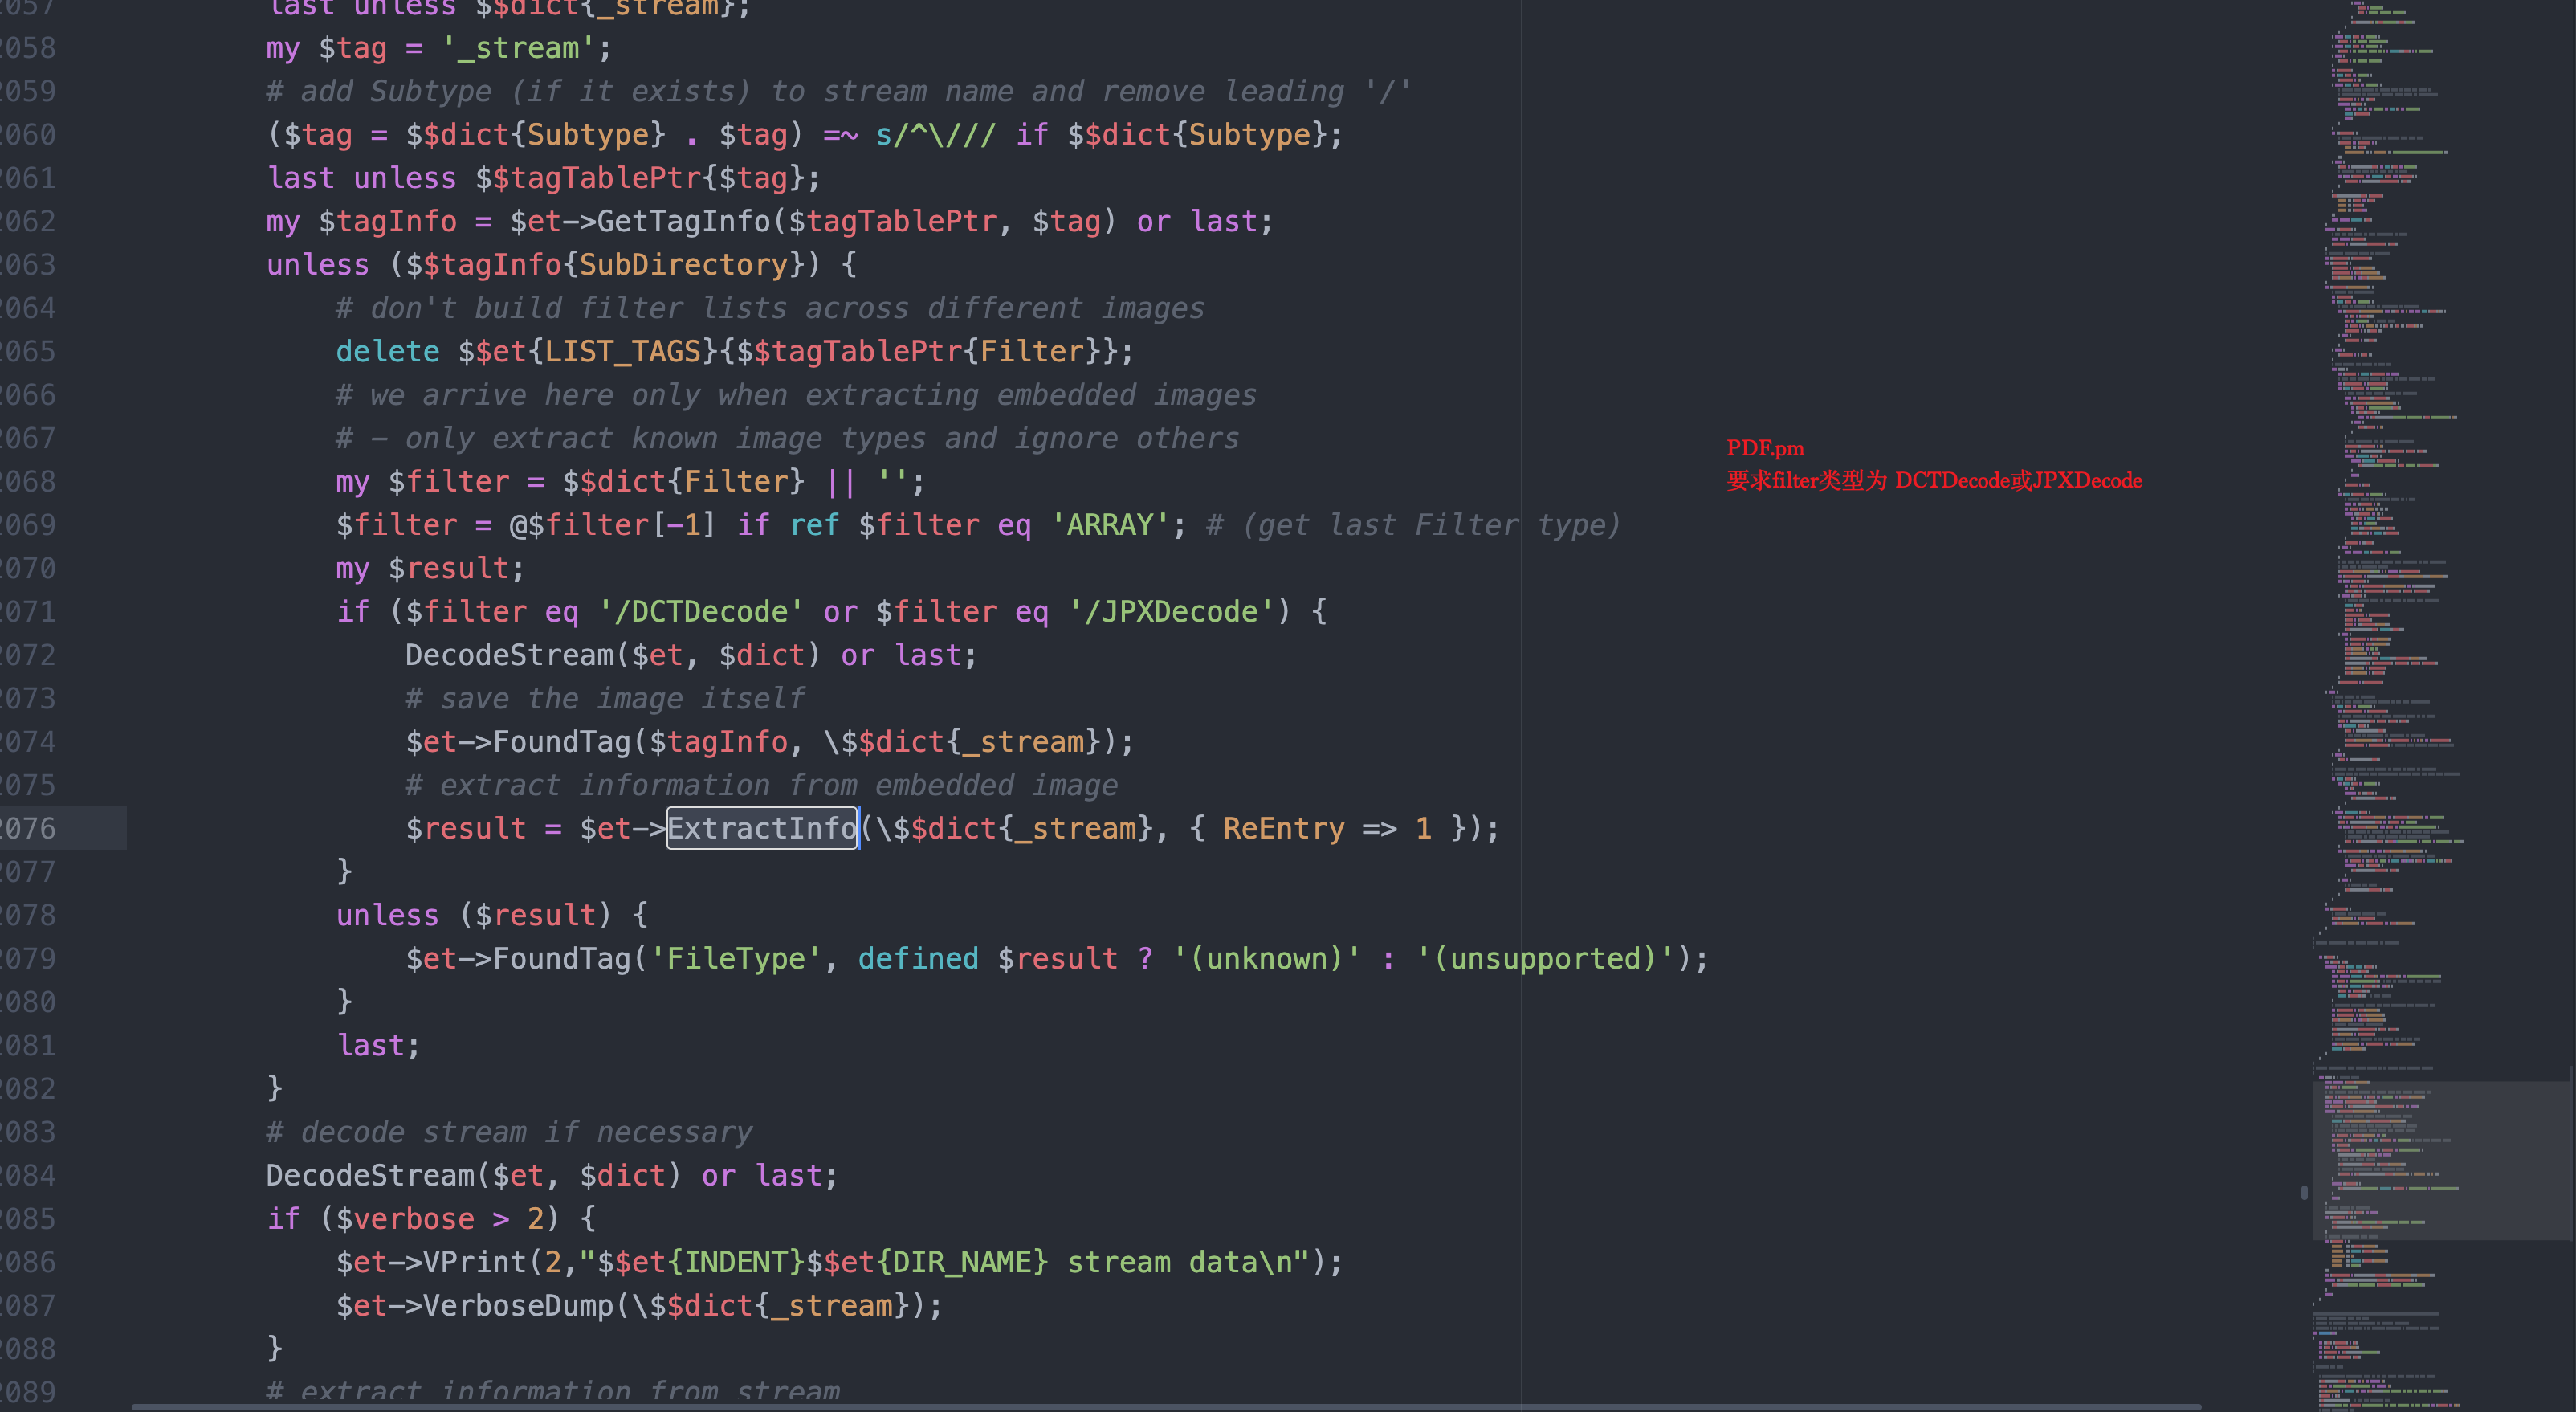 2057 last unless $$dict{_stream};
2058 my $tag = '_stream';
2059 # add Subtype (if it exists) to stream name and remove leading '/'
2060 ($tag = $$dict{Subtype} . $tag) =~ s/^\/// if $$dict{Subtype};
2061 last unless $$tagTablePtr{$tag};
2062 my $tagInfo = $et->GetTagInfo($tagTablePtr, $tag) or last;
2063 unless ($$tagInfo{SubDirectory}) {
2064 # don't build filter lists across different images
2065 delete $$et{LIST_TAGS}{$$tagTablePtr{Filter}};
2066 # we arrive here only when extracting embedded images
2067 # - only extract known image types and ignore others
PDF.pm
要求filter类型为 DCTDecode或JPXDecode
2068 my $filter = $$dict{Filter} || '';
2069 $filter = @$filter[-1] if ref $filter eq 'ARRAY'; # (get last Filter type)
2070 my $result;
2071 if ($filter eq '/DCTDecode' or $filter eq '/JPXDecode') {
2072 DecodeStream($et, $dict) or last;
2073 # save the image itself
2074 $et->FoundTag($tagInfo, \$$dict{_stream});
2075 # extract information from embedded image
2076 $result = $et->ExtractInfo(\$$dict{_stream}, { ReEntry => 1 });
2077 }
2078 unless ($result) {
2079 $et->FoundTag('FileType', defined $result ? '(unknown)' : '(unsupported)');
2080 }
2081 last;
2082 }
2083 # decode stream if necessary
2084 DecodeStream($et, $dict) or last;
2085 if ($verbose > 2) {
2086 $et->VPrint(2,"$$et{INDENT}$$et{DIR_NAME} stream data\n");
2087 $et->VerboseDump(\$$dict{_stream});
2088 }
2089 # extract information from stream